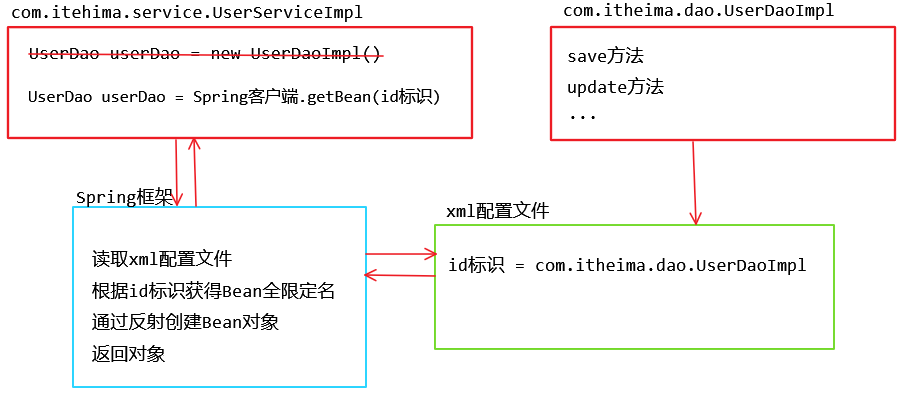 com.itehima.service.UserServiceImpl
UserDao userDao = new UserDaoImpl()
UserDao userDao = Spring客户端.getBean(id标识)
com.itheima.dao.UserDaoImpl
save方法
update方法
...
Spring框架
读取xml配置文件
根据id标识获得Bean全限定名
通过反射创建Bean对象
返回对象
xml配置文件
id标识 = com.itheima.dao.UserDaoImpl